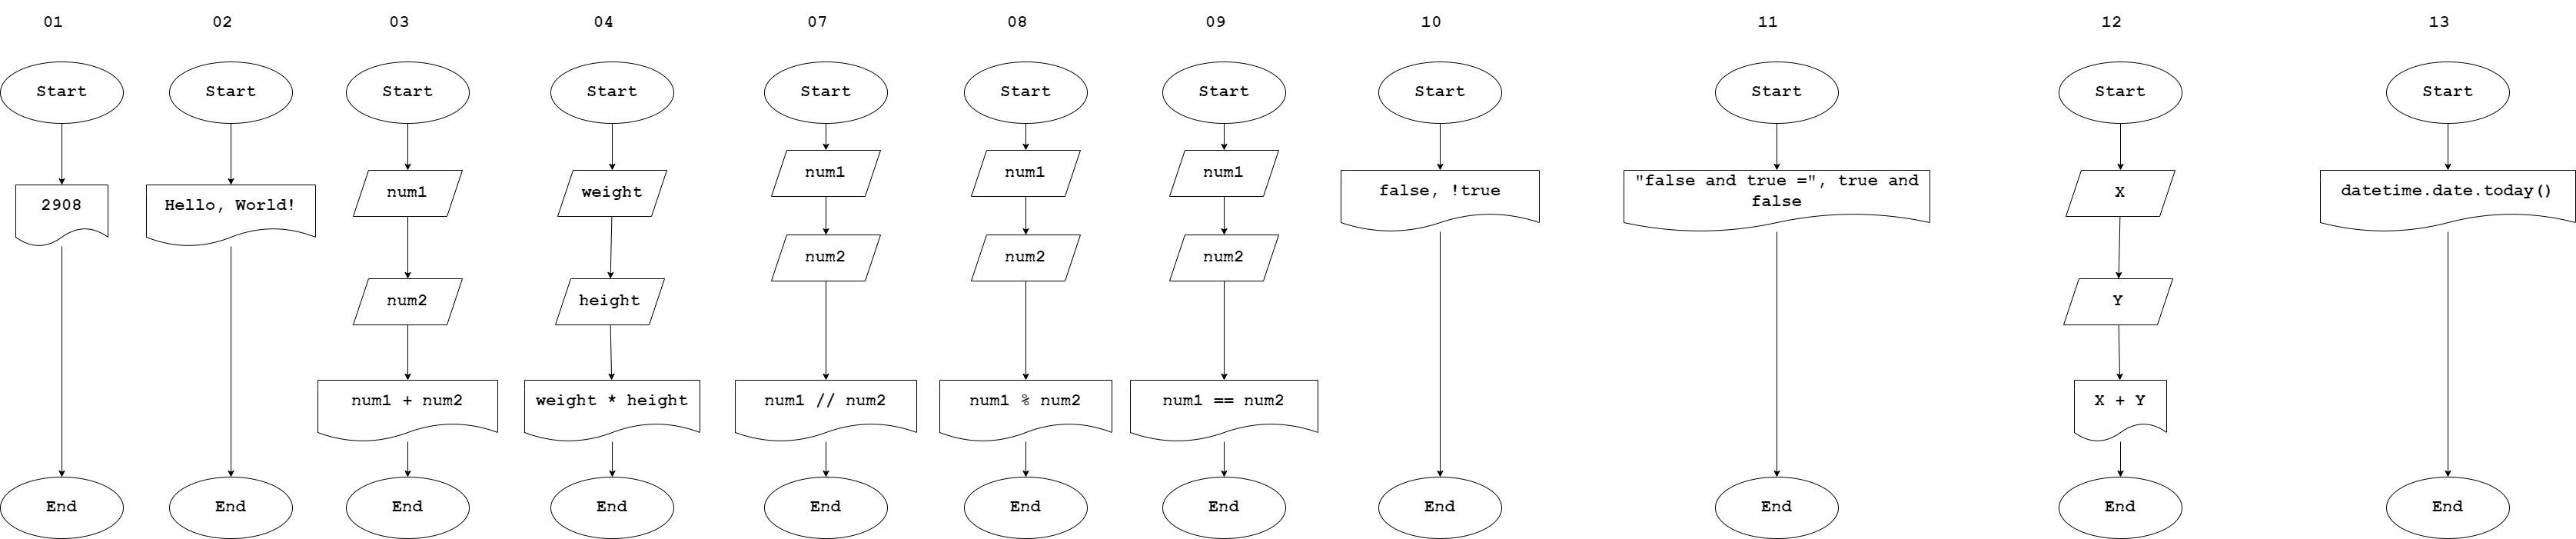 01
Start
2908
End
02
Start
Hello, World!
End
03
Start
num1
num2
num1 + num2
End
04
Start
weight
height
weight * height
End
07
Start
num1
num2
num1 // num2
End
08
Start
num1
num2
num1 % num2
End
09
Start
num1
num2
num1 == num2
End
10
Start
false, !true
End
11
Start
"false and true =", true and
false
End
12
Start
X
Y
X + Y
End
13
Start
datetime.date.today()
End